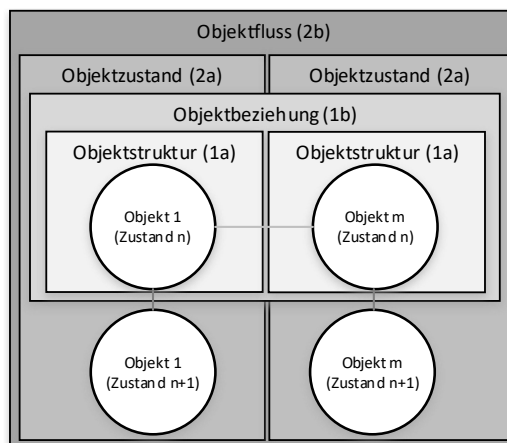 Objektfluss (2b)
Objektzustand (2a)
Objektzustand (2a)
Objektbeziehung (1b)
Objektstruktur (1a)
Objektstruktur (1a)
Objekt 1
(Zustand n)
Objekt m
(Zustand n)
Objekt 1
(Zustand n+1)
Objekt m
(Zustand n+1)